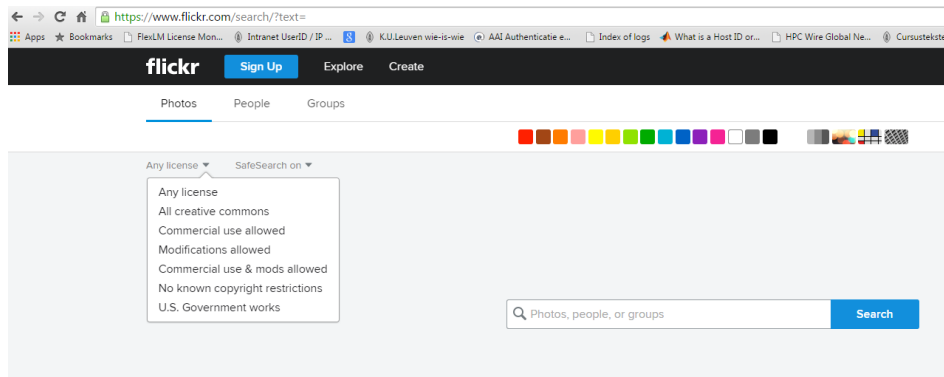 https://www.flickr.com/search/?text=
Apps Bookmarks FlexLM License Mon... Intranet UserID / IP ... K.U.Leuven wie-is-wie AAI Authenticatie e... Index of logs What is a Host ID or... HPC Wire Global Ne... Cursustekste
flickr Sign Up Explore Create
Photos People Groups
Any license SafeSearch on
Any license
All creative commons
Commercial use allowed
Modifications allowed
Commercial use & mods allowed
No known copyright restrictions
U.S. Government works
Photos, people, or groups Search